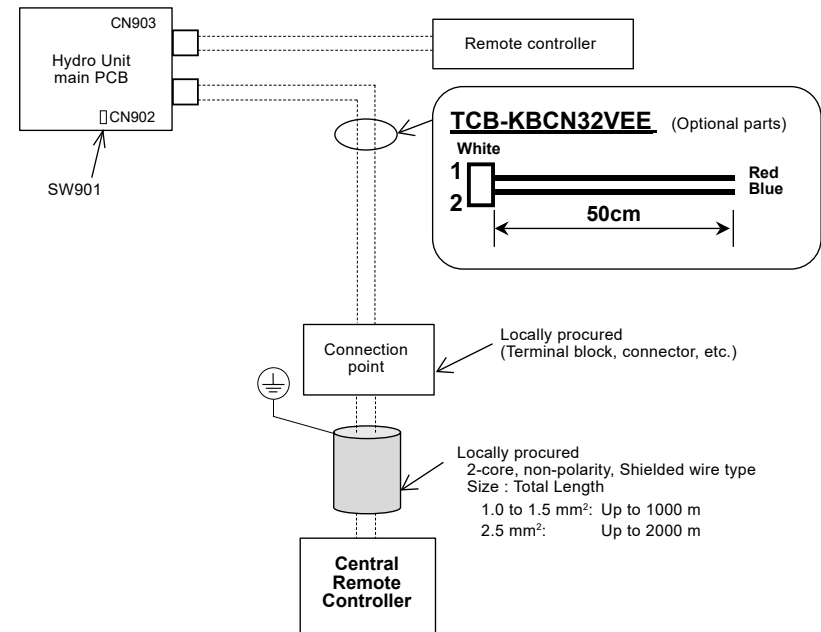 CN903
Hydro Unit
main PCB
CN902
SW901
Remote controller
TCB-KBCN32VEE (Optional parts)
White
1
2
Red
Blue
50cm
Connection
point
Locally procured
(Terminal block, connector, etc.)
Locally procured
2-core, non-polarity, Shielded wire type
Size : Total Length
1.0 to 1.5 mm²: Up to 1000 m
2.5 mm²: Up to 2000 m
Central
Remote
Controller